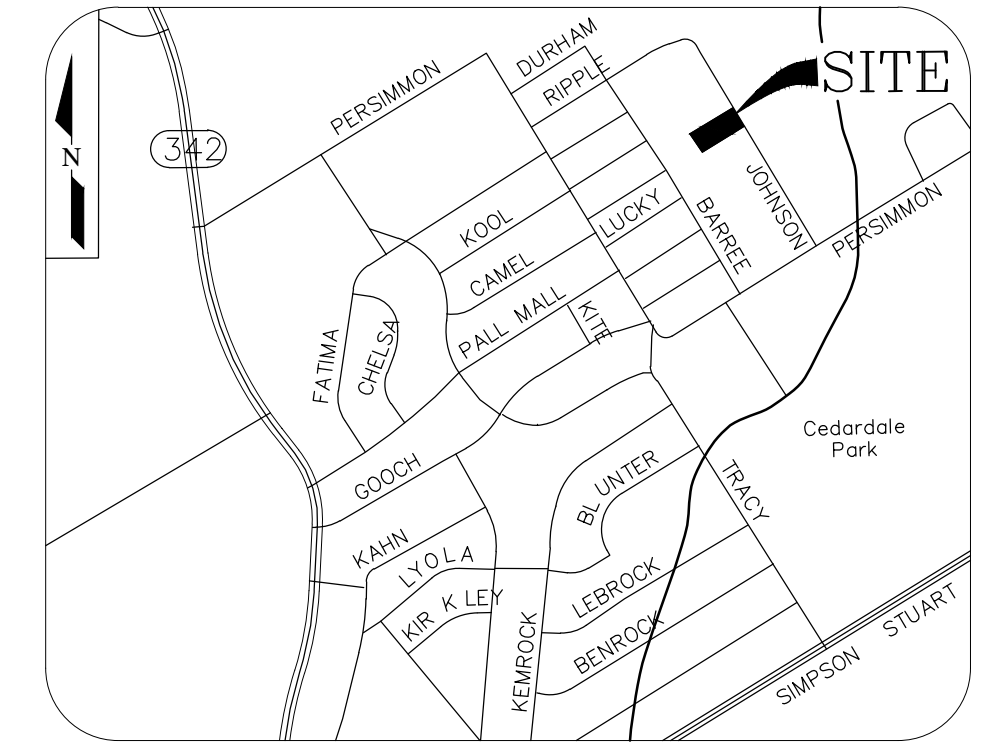 DURHAM
SITE
RIPPLE
PERSIMMON
342
N
JOHNSON
LUCKY
KOOL
BARREE
PERSIMMON
CAMEL
PALL MALL
KITE
FATIMA
CHELSA
Cedardale
Park
GOOCH
BL UNTER
TRACY
KAHN
LYOLA
KIR K LEY
LEBROCK
KEMROCK
BENROCK
SIMPSON STUART